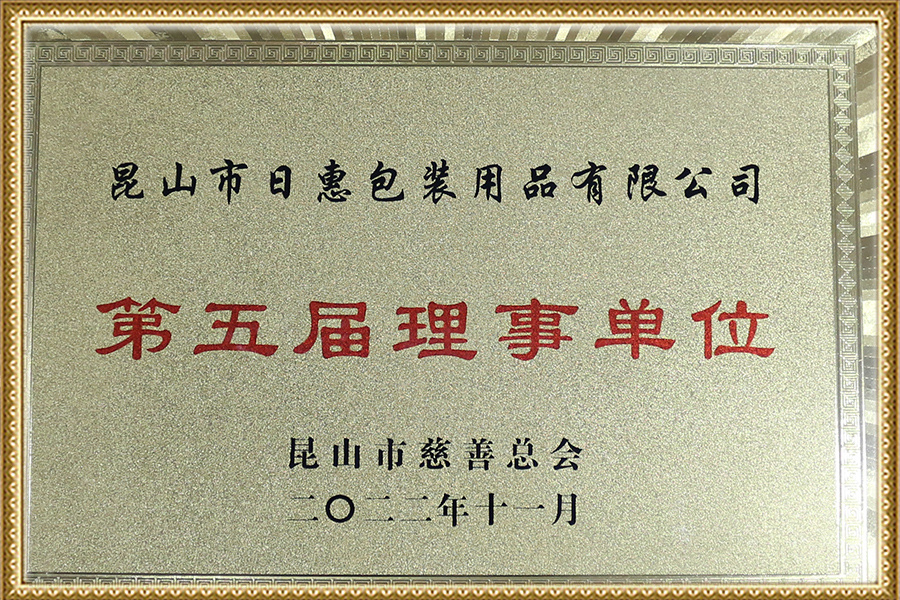 昆山市日惠包装用品有限公司
第五届理事单位
昆山市慈善总会
二〇二二年十一月